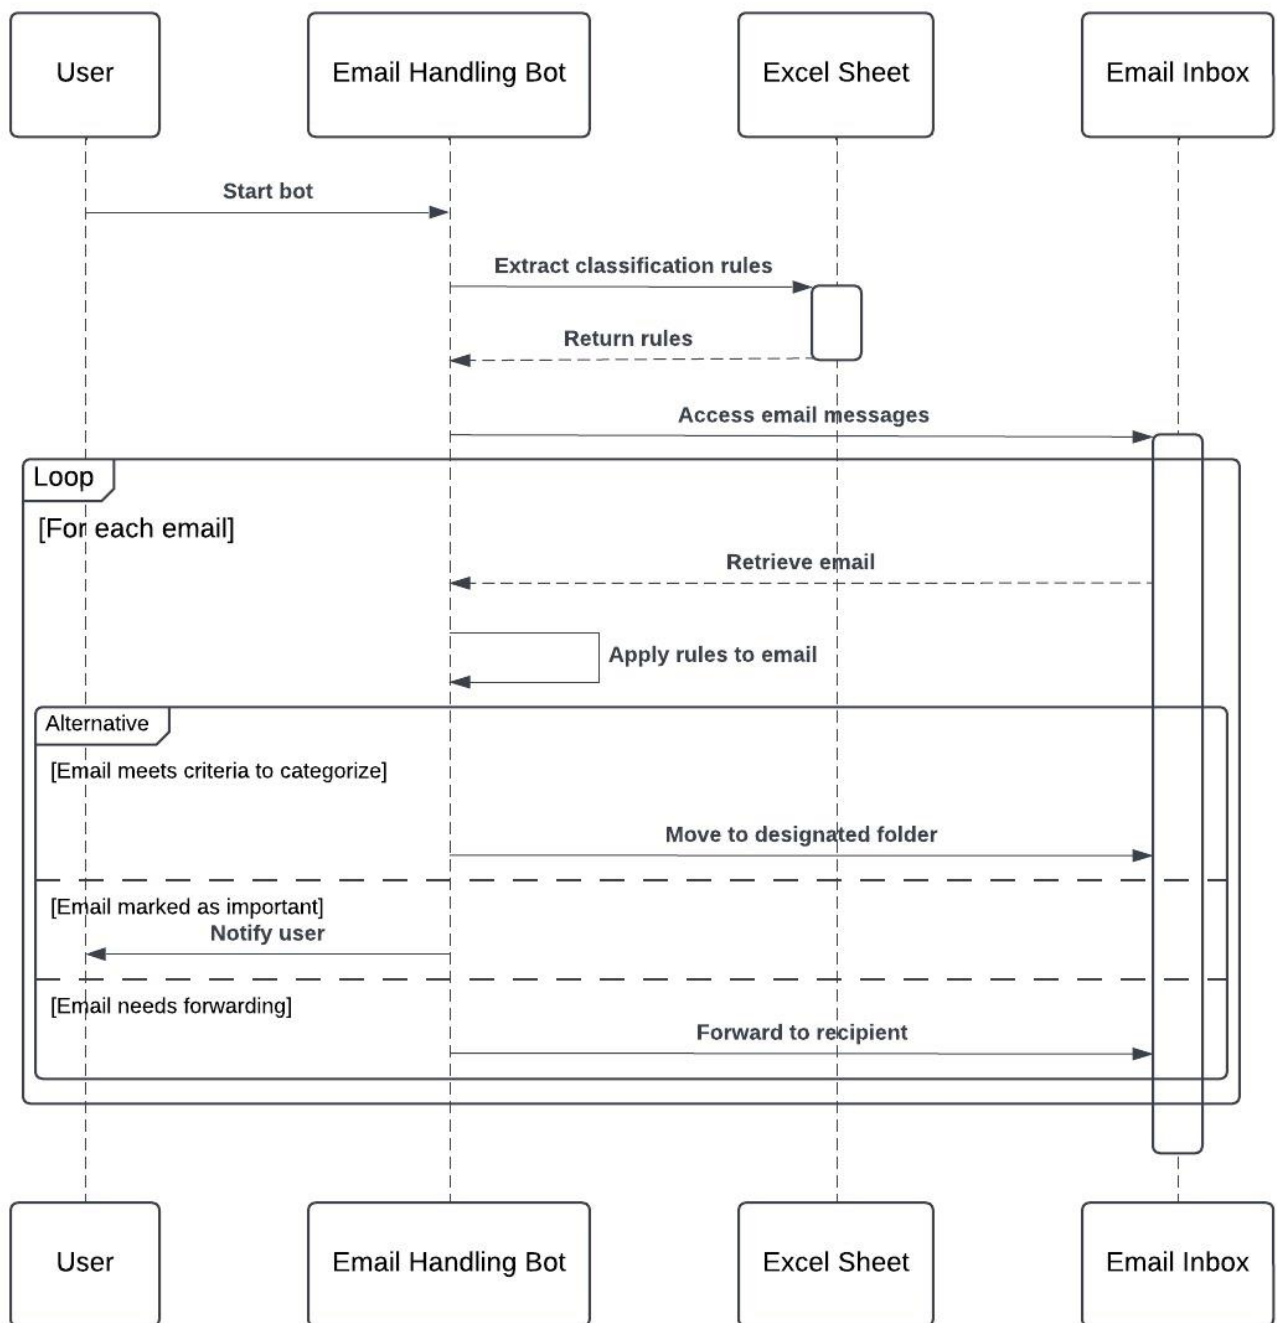 User
Email Handling Bot
Excel Sheet
Email Inbox
Start bot
Extract classification rules
Return rules
Access email messages
Loop
[For each email]
Retrieve email
Apply rules to email
Alternative
[Email meets criteria to categorize]
Move to designated folder
[Email marked as important]
Notify user
[Email needs forwarding]
Forward to recipient
User
Email Handling Bot
Excel Sheet
Email Inbox